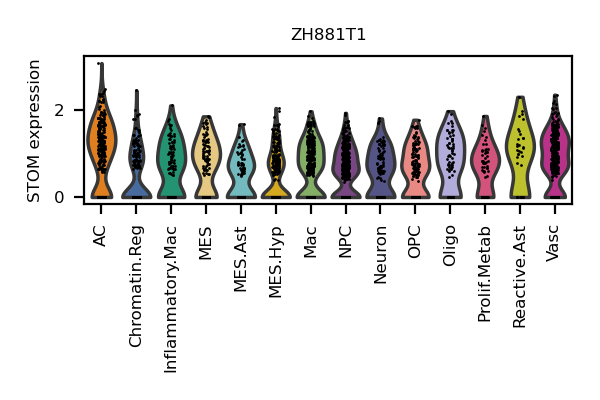 ZH881T1
STOM expression
2
0
AC
Chromatin.Reg
Inflammatory.Mac
MES
MES.Ast
MES.Hyp
Mac
NPC
Neuron
OPC
Oligo
Prolif.Metab
Reactive.Ast
Vasc